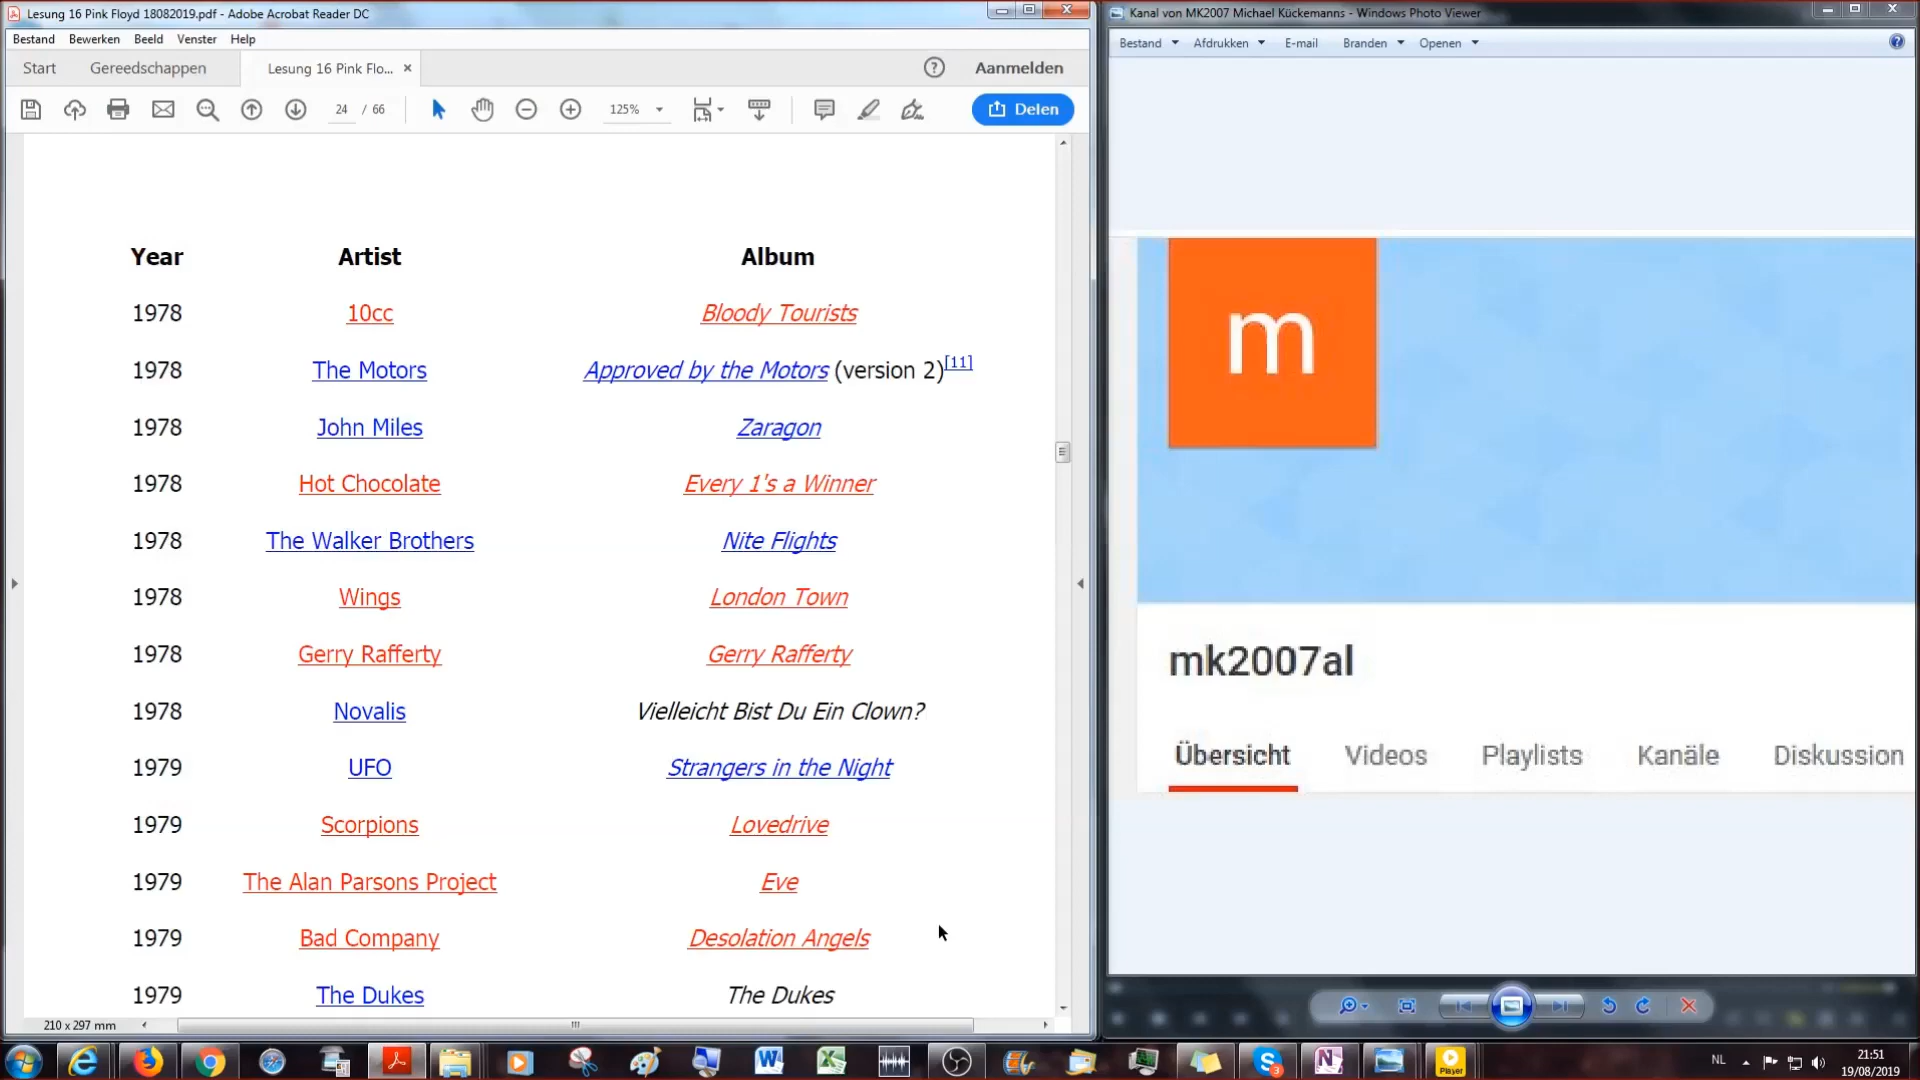 Lesung 16 Pink Floyd 18082019.pdf - Adobe Acrobat Reader DC
Bestand Bewerken Beeld Venster Help
Start Gereedschappen Lesung 16 Pink Flo... × Aanmelden
24 / 66 125% Delen
Year Artist Album
1978 10cc Bloody Tourists
1978 The Motors Approved by the Motors (version 2)[11]
1978 John Miles Zaragon
1978 Hot Chocolate Every 1's a Winner
1978 The Walker Brothers Nite Flights
1978 Wings London Town
1978 Gerry Rafferty Gerry Rafferty
1978 Novalis Vielleicht Bist Du Ein Clown?
1979 UFO Strangers in the Night
1979 Scorpions Lovedrive
1979 The Alan Parsons Project Eve
1979 Bad Company Desolation Angels
1979 The Dukes The Dukes
210 x 297 mm
Kanal von MK2007 Michael Kückemanns - Windows Photo Viewer
Bestand Afdrukken E-mail Branden Openen
m
mk2007al
Übersicht Videos Playlists Kanäle Diskussion
Player
NL
21:51
19/08/2019